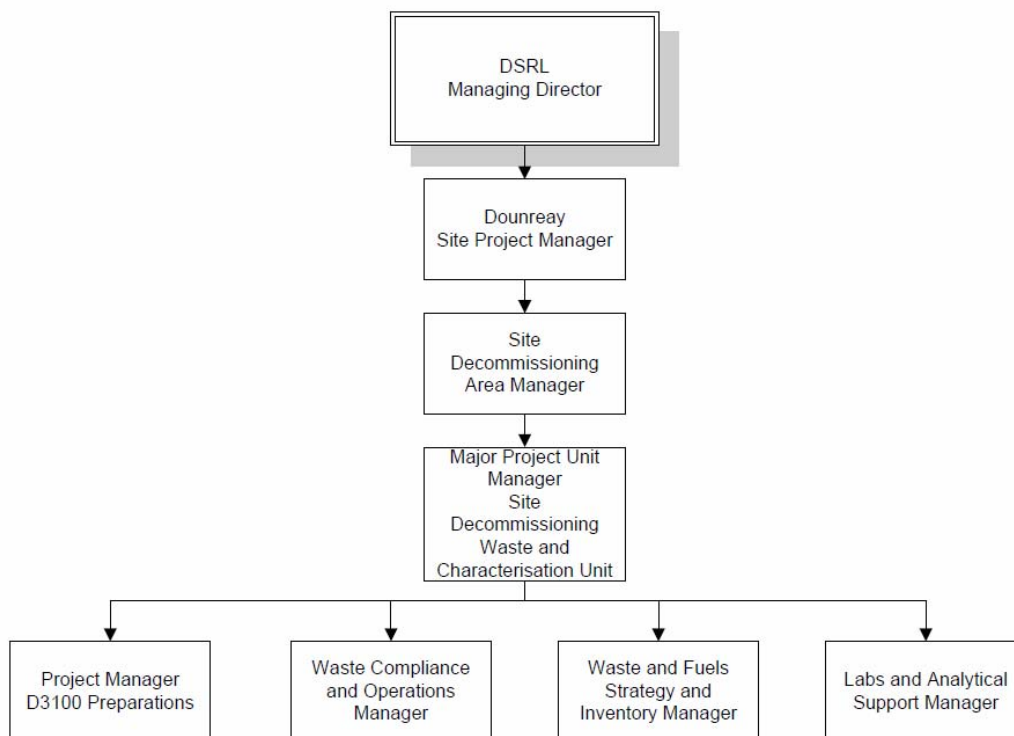 DSRL
Managing Director
Dounreay
Site Project Manager
Site
Decommissioning
Area Manager
Major Project Unit
Manager
Site
Decommissioning
Waste and
Characterisation Unit
Project Manager
D3100 Preparations
Waste Compliance
and Operations
Manager
Waste and Fuels
Strategy and
Inventory Manager
Labs and Analytical
Support Manager